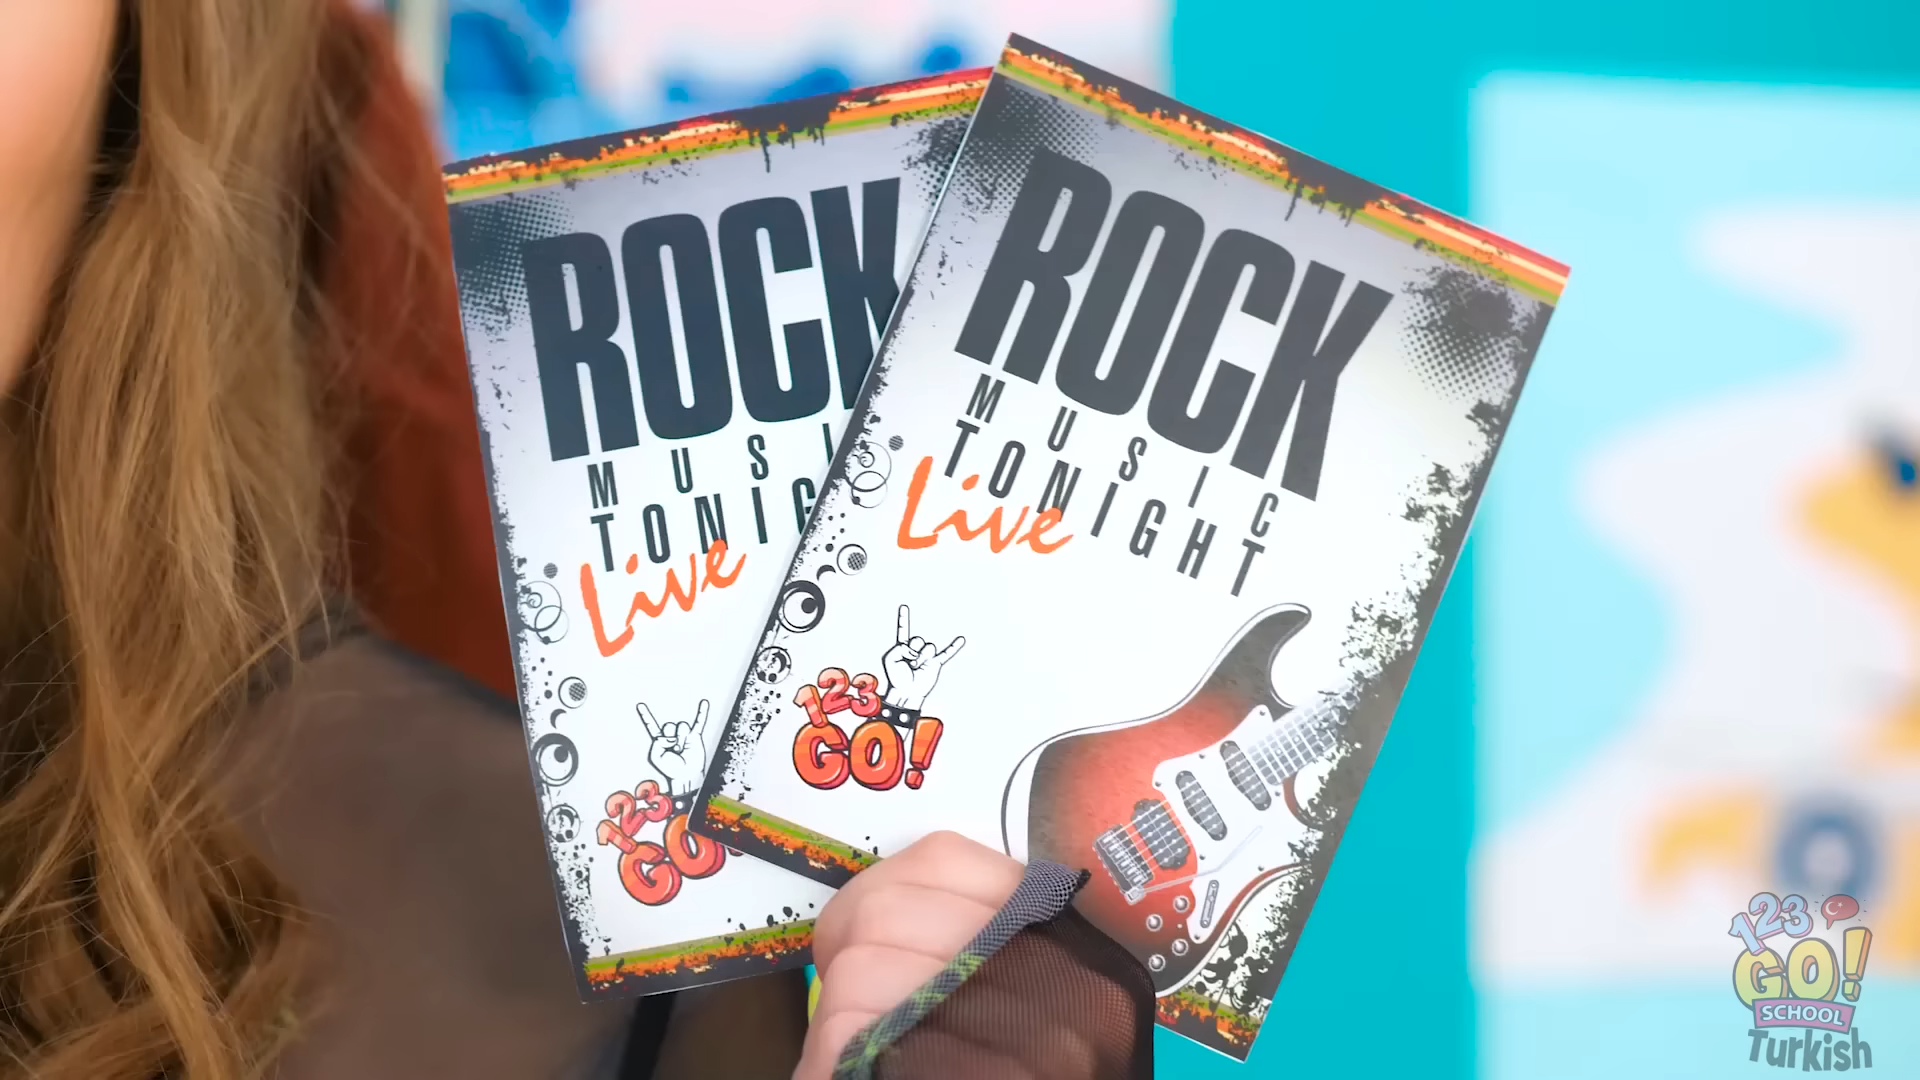 ROCK
MUSI
TONIG
Live
123
GO
ROCK
MUSIC
TONIGHT
Live
123
GO!
123
GO!
SCHOOL
Turkish